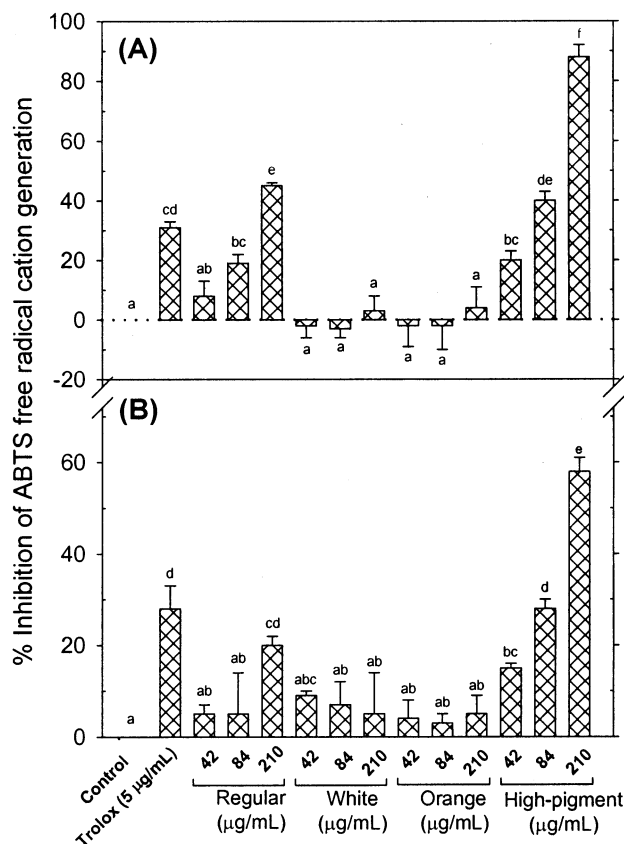 % Inhibition of ABTS free radical cation generation
(A)
100
80
60
40
20
0
-20
a
cd
ab
bc
e
a
a
a
a
a
a
bc
de
f
(B)
60
40
20
0
a
d
ab
ab
cd
abc
ab
ab
ab
ab
ab
bc
d
e
Control
Trolox (5 µg/mL)
42 84 210 42 84 210 42 84 210 42 84 210
Regular White Orange High-pigment
(µg/mL) (µg/mL) (µg/mL) (µg/mL)